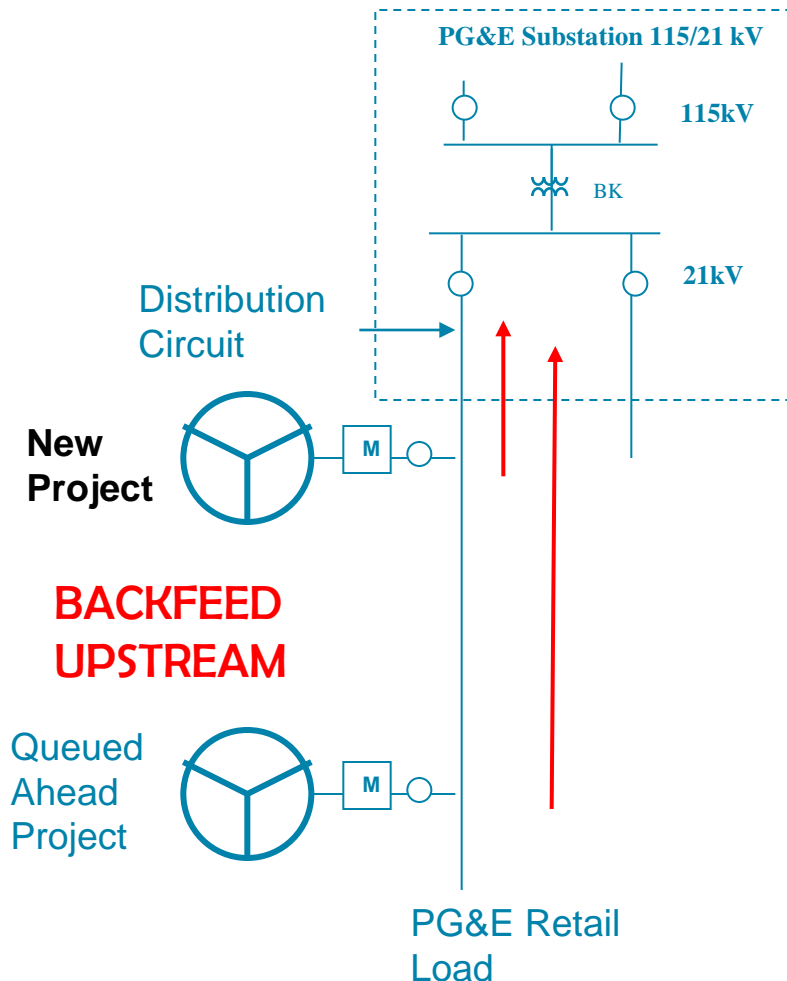 PG&E Substation 115/21 kV
115kV
BK
21kV
Distribution
Circuit
New
Project
M
BACKFEED
UPSTREAM
Queued
Ahead
Project
M
PG&E Retail
Load